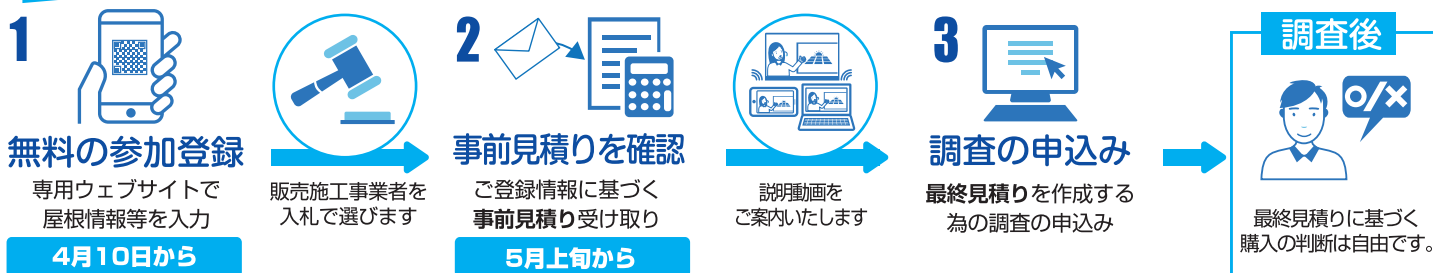 1
無料の参加登録
専用ウェブサイトで
屋根情報等を入力
4月10日から
販売施工事業者を
入札で選びます
2
事前見積りを確認
ご登録情報に基づく
事前見積り受け取り
5月上旬から
説明動画を
ご案内いたします
3
調査の申込み
最終見積りを作成する
為の調査の申込み
調査後
○/×
最終見積りに基づく
購入の判断は自由です。